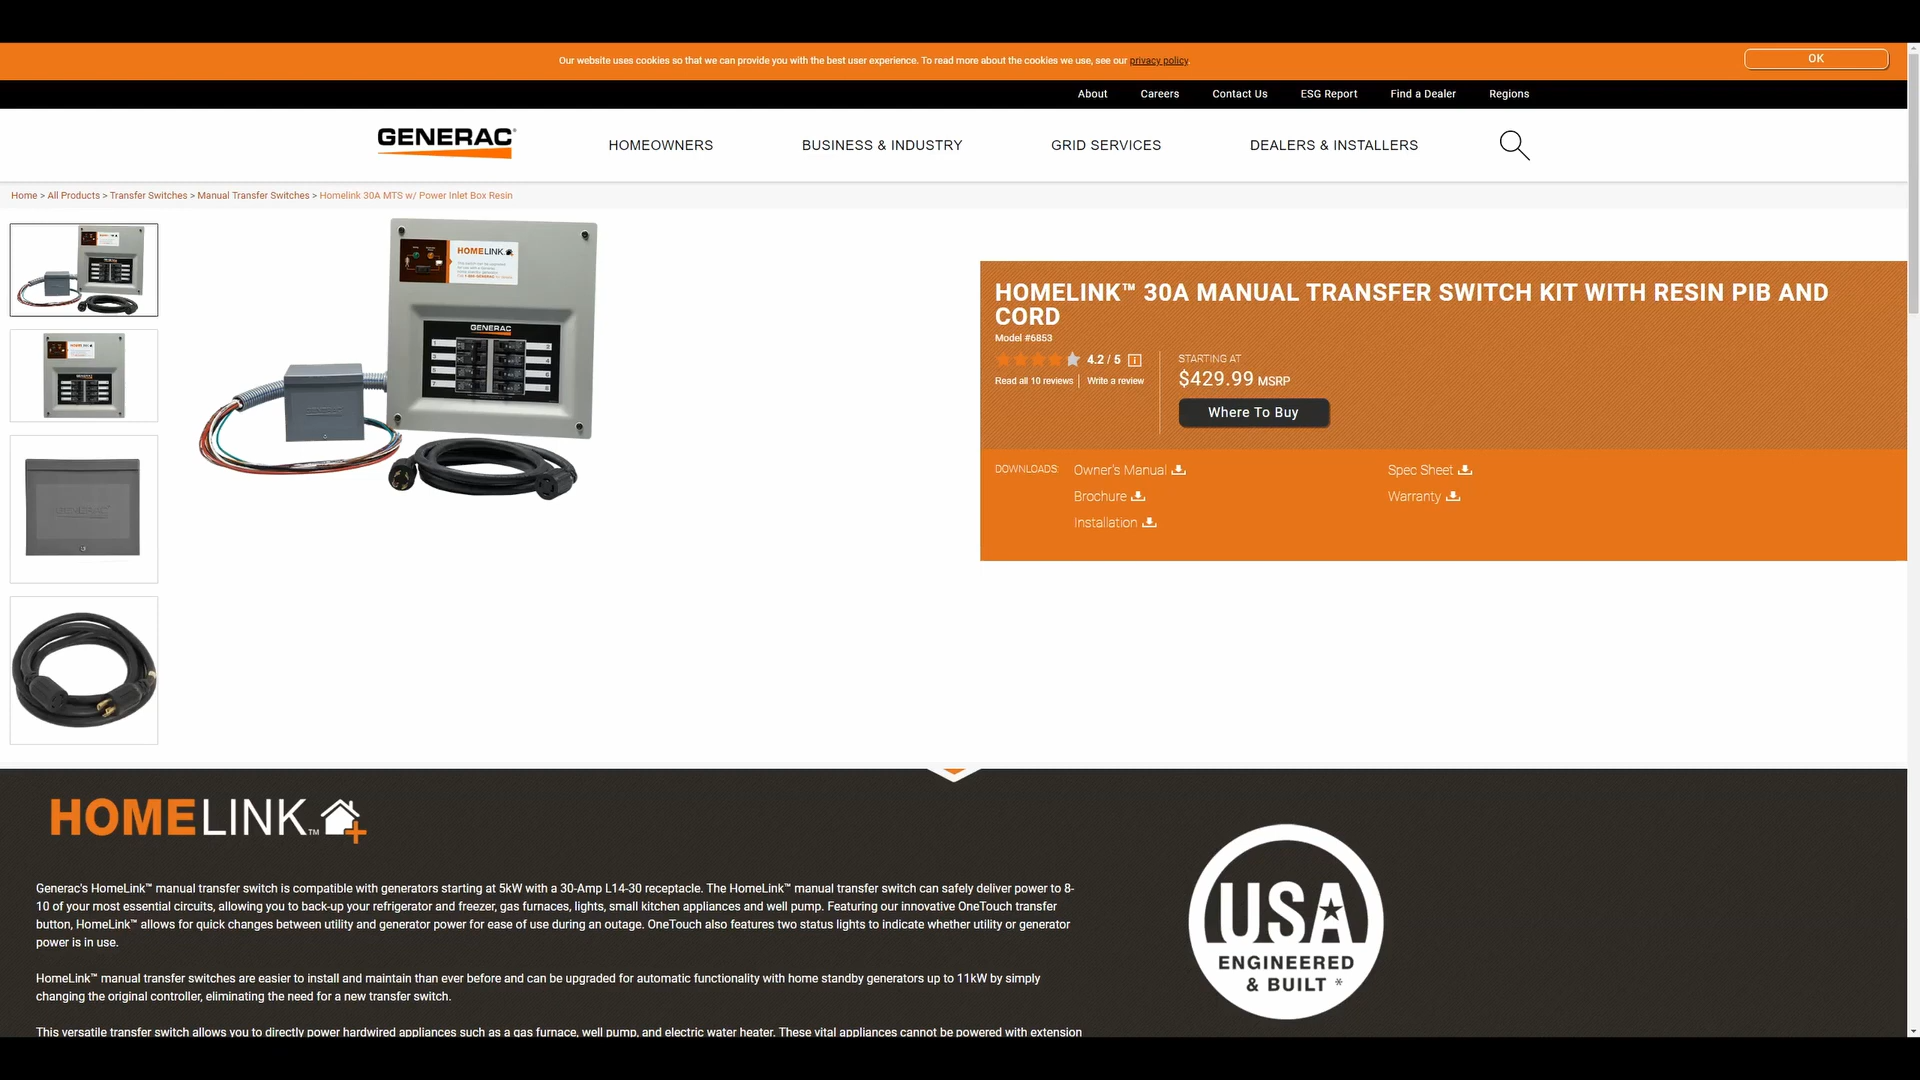 Our website uses cookies so that we can provide you with the best user experience. To read more about the cookies we use, see our privacy policy
OK
About Careers Contact Us ESG Report Find a Dealer Regions
GENERAC®
HOMEOWNERS BUSINESS & INDUSTRY GRID SERVICES DEALERS & INSTALLERS
Home > All Products > Transfer Switches > Manual Transfer Switches > Homelink 30A MTS w/ Power Inlet Box Resin
HOMELINK
GENERAC
HOMELINK™ 30A MANUAL TRANSFER SWITCH KIT WITH RESIN PIB AND
CORD
Model #6853
4.2 / 5
Read all 10 reviews | Write a review
STARTING AT
$429.99 MSRP
Where To Buy
DOWNLOADS:
Owner's Manual
Spec Sheet
Brochure
Warranty
Installation
HOMELINK™
Generac's HomeLink™ manual transfer switch is compatible with generators starting at 5kW with a 30-Amp L14-30 receptacle. The HomeLink™ manual transfer switch can safely deliver power to 8-
10 of your most essential circuits, allowing you to back-up your refrigerator and freezer, gas furnaces, lights, small kitchen appliances and well pump. Featuring our innovative OneTouch transfer
button, HomeLink™ allows for quick changes between utility and generator power for ease of use during an outage. OneTouch also features two status lights to indicate whether utility or generator
power is in use.
HomeLink™ manual transfer switches are easier to install and maintain than ever before and can be upgraded for automatic functionality with home standby generators up to 11kW by simply
changing the original controller, eliminating the need for a new transfer switch.
This versatile transfer switch allows you to directly power hardwired appliances such as a gas furnace, well pump, and electric water heater. These vital appliances cannot be powered with extension
USA
ENGINEERED
& BUILT *